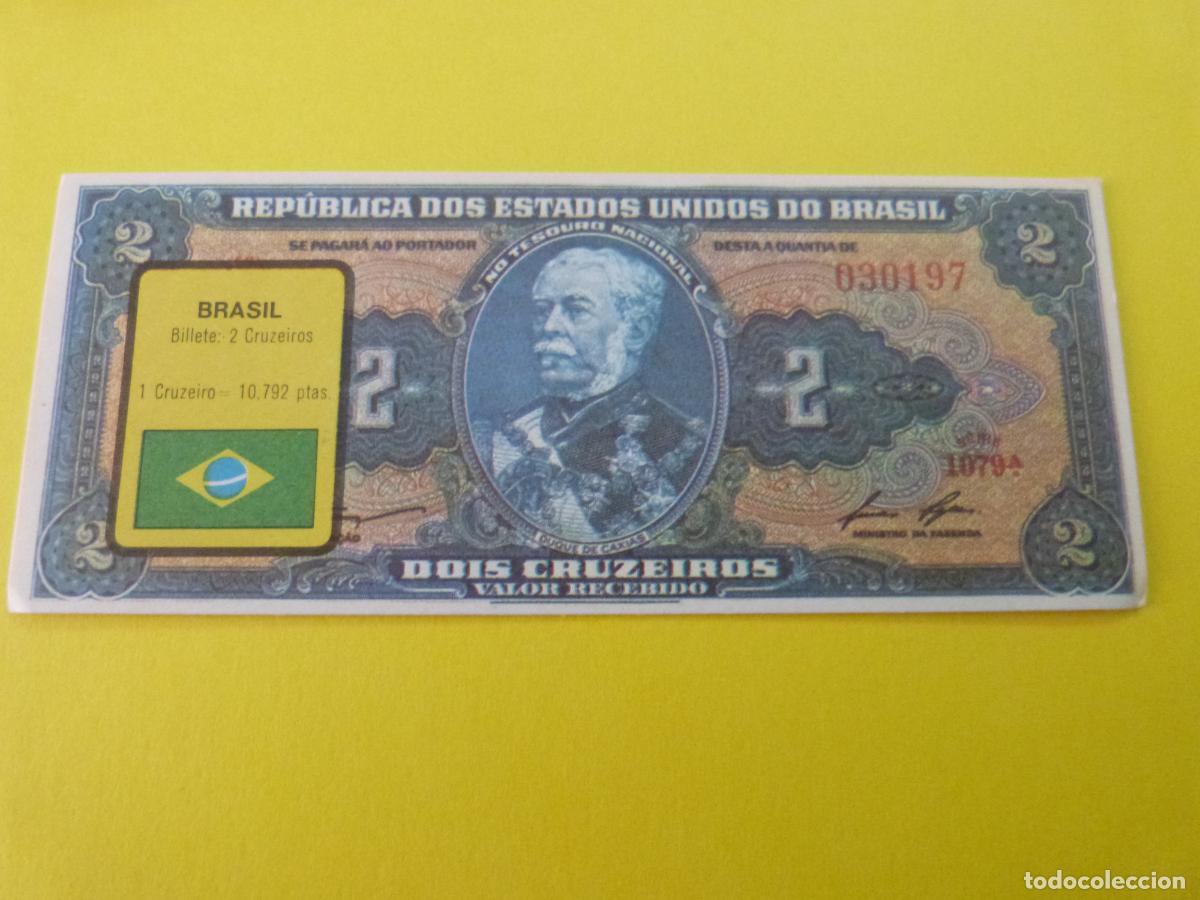 REPÚBLICA DOS ESTADOS UNIDOS DO BRASIL
2
2
SE PAGARÁ AO PORTADOR
NO TESOURO NACIONAL
DESTA A QUANTIA DE
030197
BRASIL
Billete: 2 Cruzeiros
1 Cruzeiro = 10,792 ptas.
2
2
SERIE
1079 A
MINISTRO DA FAZENDA
DUQUE DE CAXIAS
2
2
DOIS CRUZEIROS
VALOR RECEBIDO
todocoleccion